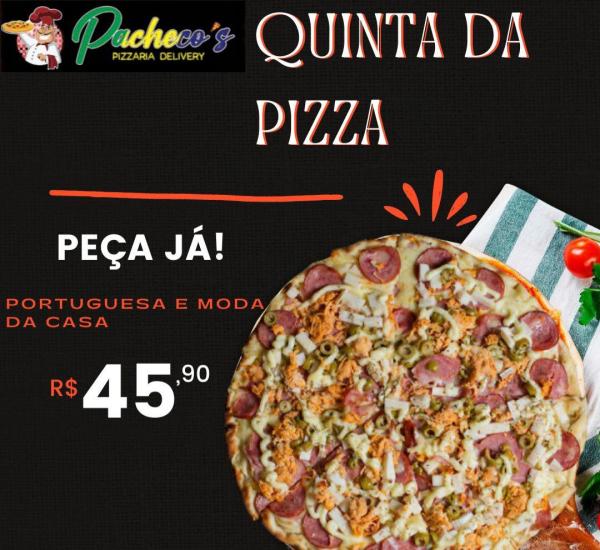 Pacheco's
PIZZARIA DELIVERY
QUINTA DA
PIZZA
PEÇA JÁ!
PORTUGUESA E MODA
DA CASA
R$45,90